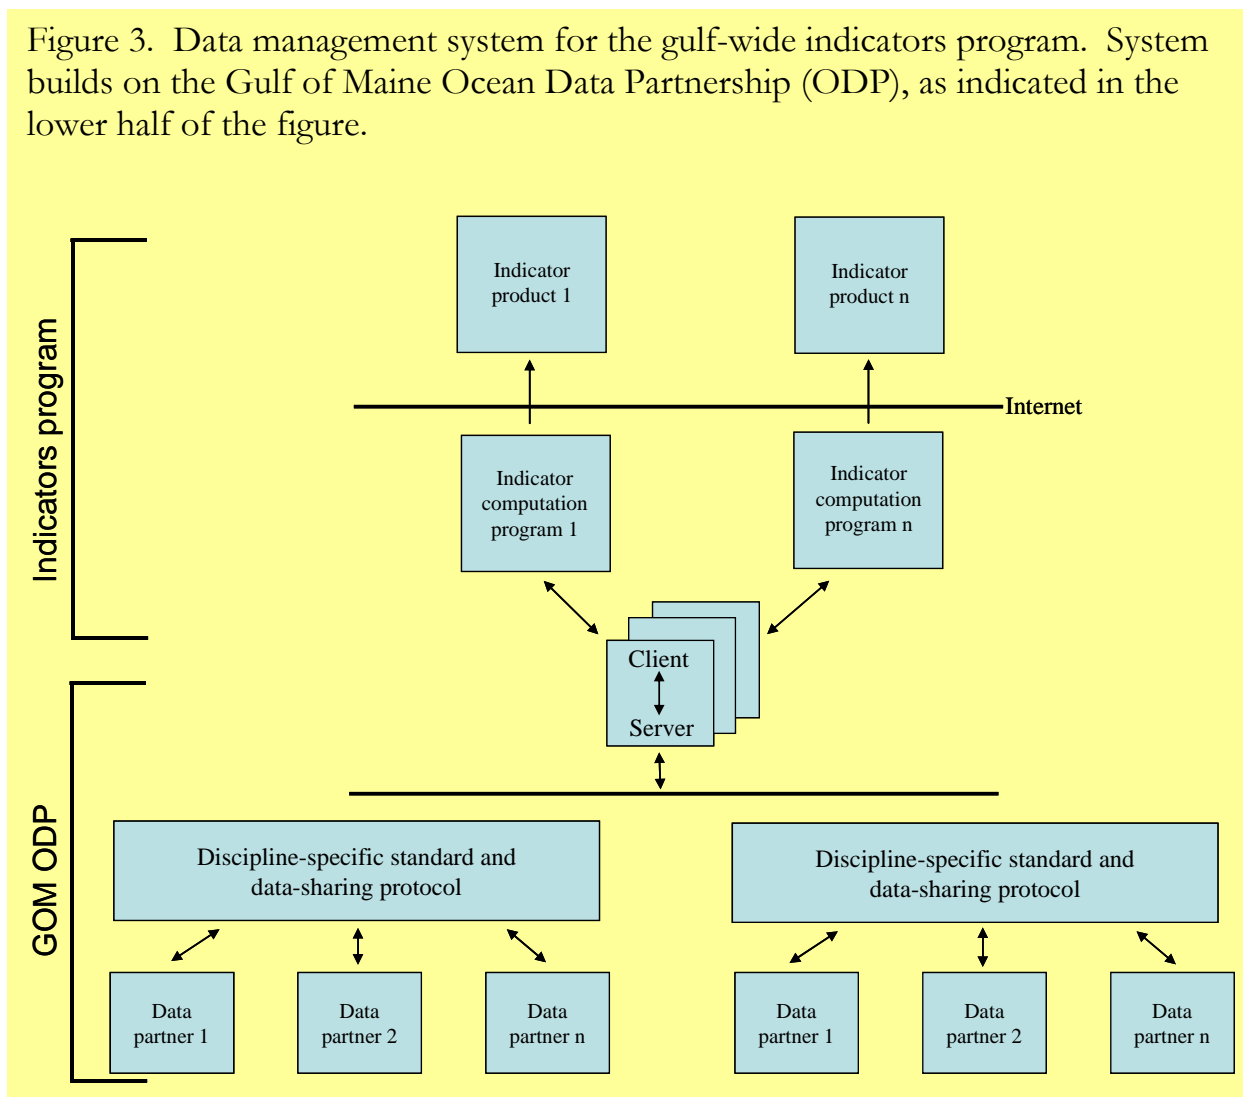 Figure 3. Data management system for the gulf-wide indicators program. System
builds on the Gulf of Maine Ocean Data Partnership (ODP), as indicated in the
lower half of the figure.
Indicators program
Indicator
product 1
Indicator
product n
Internet
Indicator
computation
program 1
Indicator
computation
program n
Client
Server
GOM ODP
Discipline-specific standard and
data-sharing protocol
Discipline-specific standard and
data-sharing protocol
Data
partner 1
Data
partner 2
Data
partner n
Data
partner 1
Data
partner 2
Data
partner n